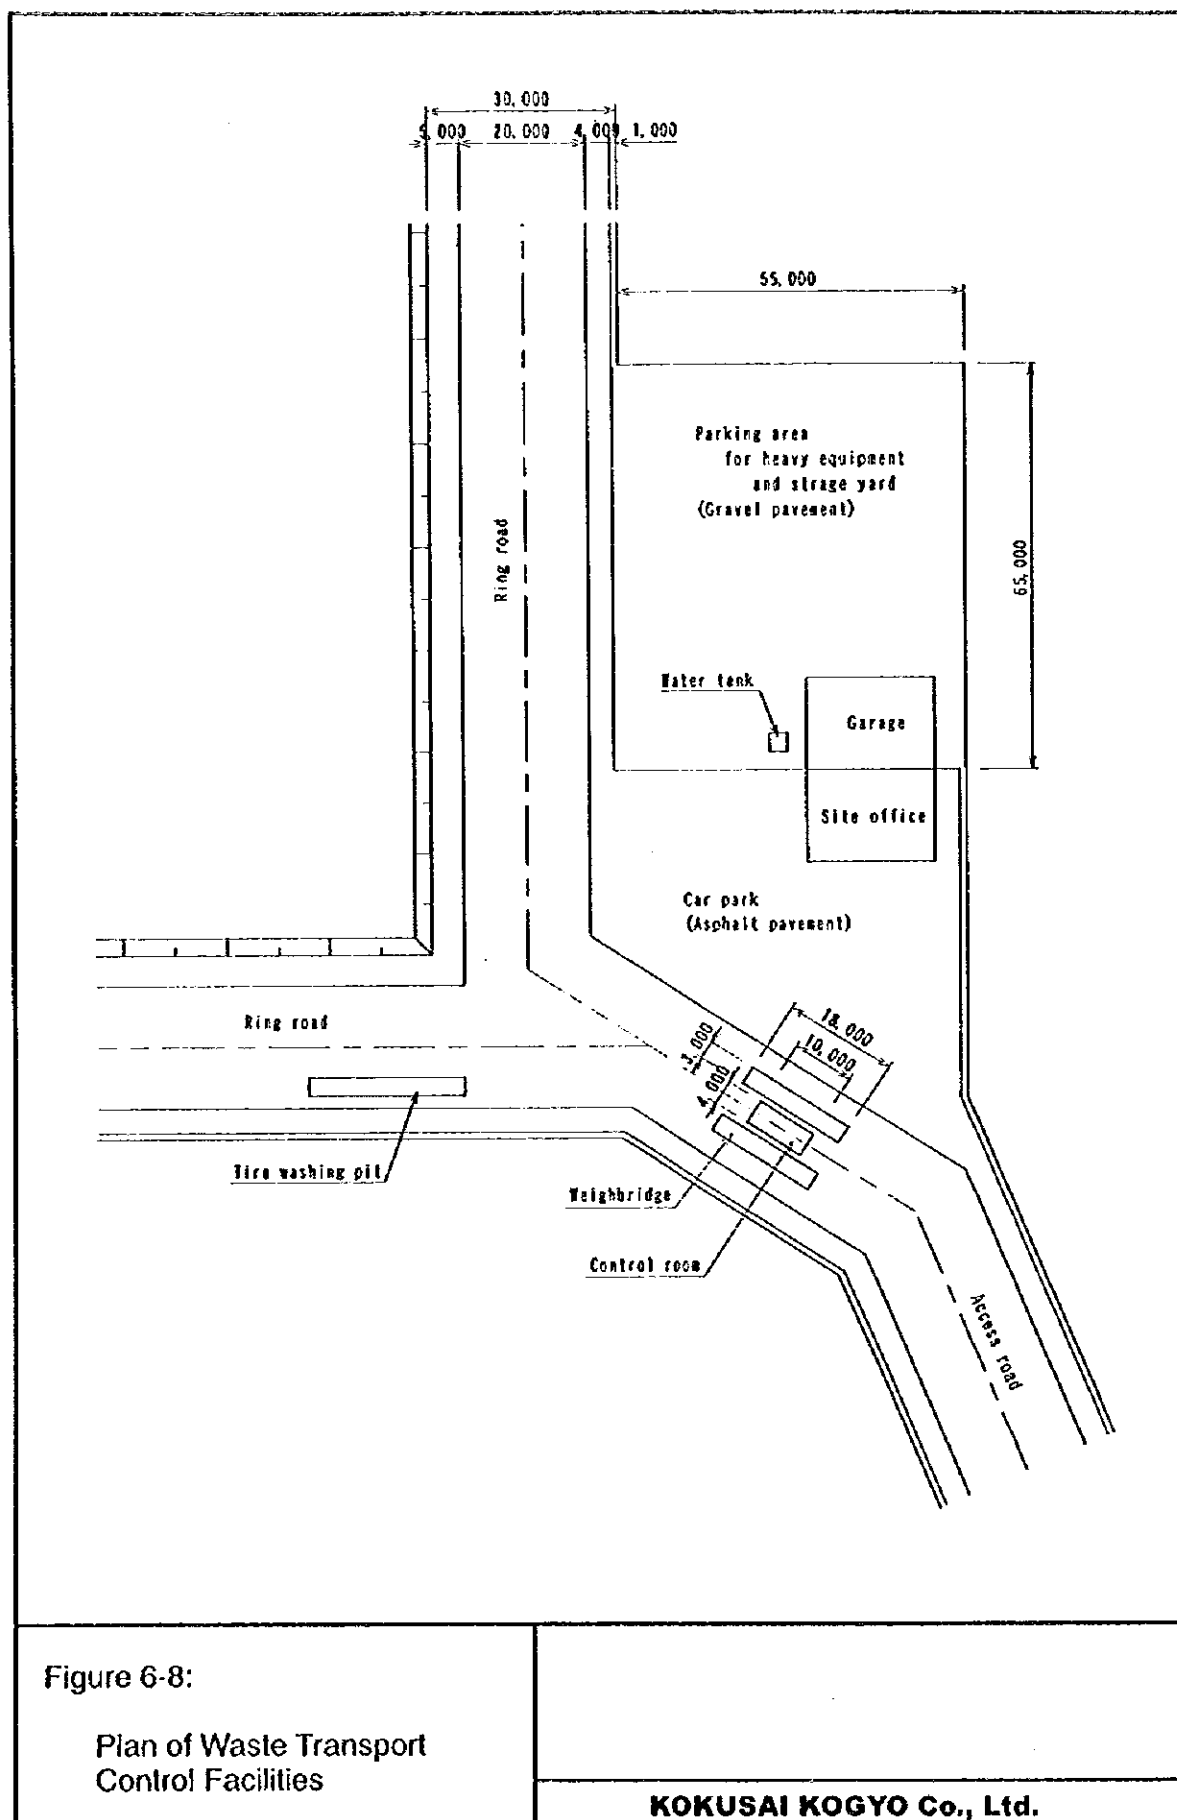 30,000
5,000 20,000 4,000 1,000
55,000
Parking area
for heavy equipment
and strage yard
(Gravel pavement)
65,000
Ring road
Water tank
Garage
Site office
Car park
(Asphalt pavement)
Ring road
18,000
10,000
3,000
4,000
Tire washing pit
Weighbridge
Control room
Access road
Figure 6-8:
Plan of Waste Transport
Control Facilities
KOKUSAI KOGYO Co., Ltd.